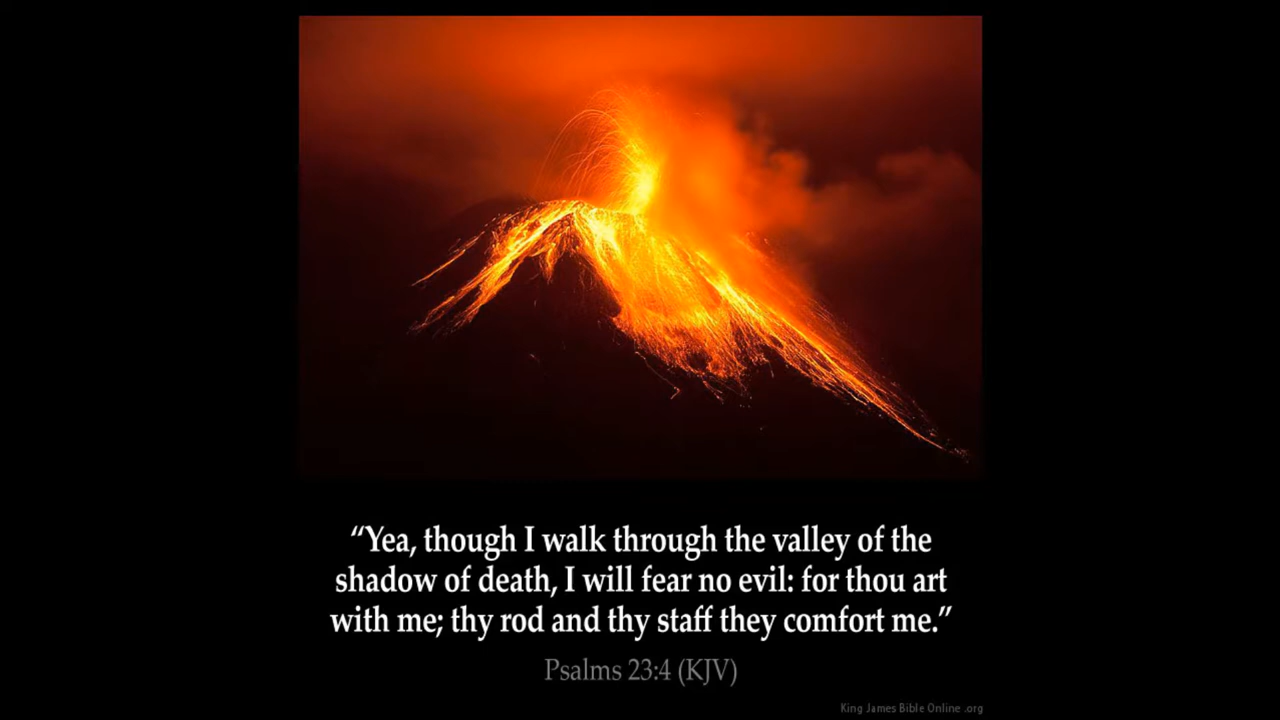 “Yea, though I walk through the valley of the
shadow of death, I will fear no evil: for thou art
with me; thy rod and thy staff they comfort me.”
Psalms 23:4 (KJV)
King James Bible Online .org